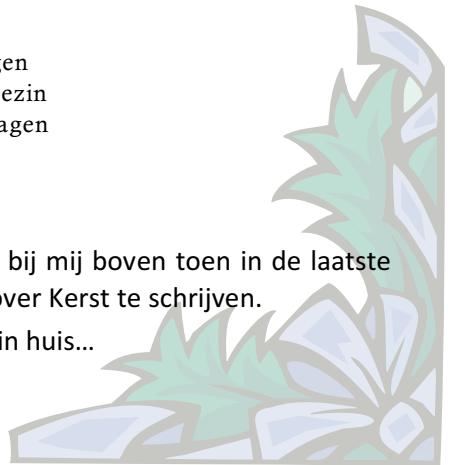 gen
ezin
agen
bij mij boven toen in de laatste
over Kerst te schrijven.
in huis…